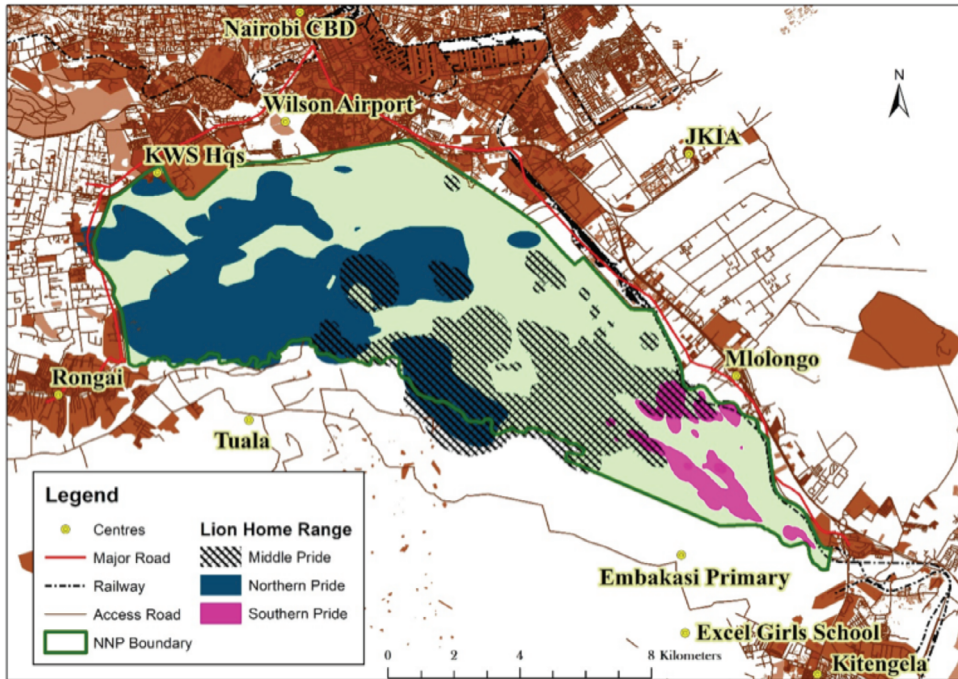 Nairobi CBD
N
Wilson Airport
JKIA
KWS Hqs
Mlolongo
Rongai
Tuala
Legend
Centres
Major Road
Railway
Access Road
NNP Boundary
Lion Home Range
Middle Pride
Northern Pride
Southern Pride
Embakasi Primary
Excel Girls School
Kitengela
0 2 4 8 Kilometers